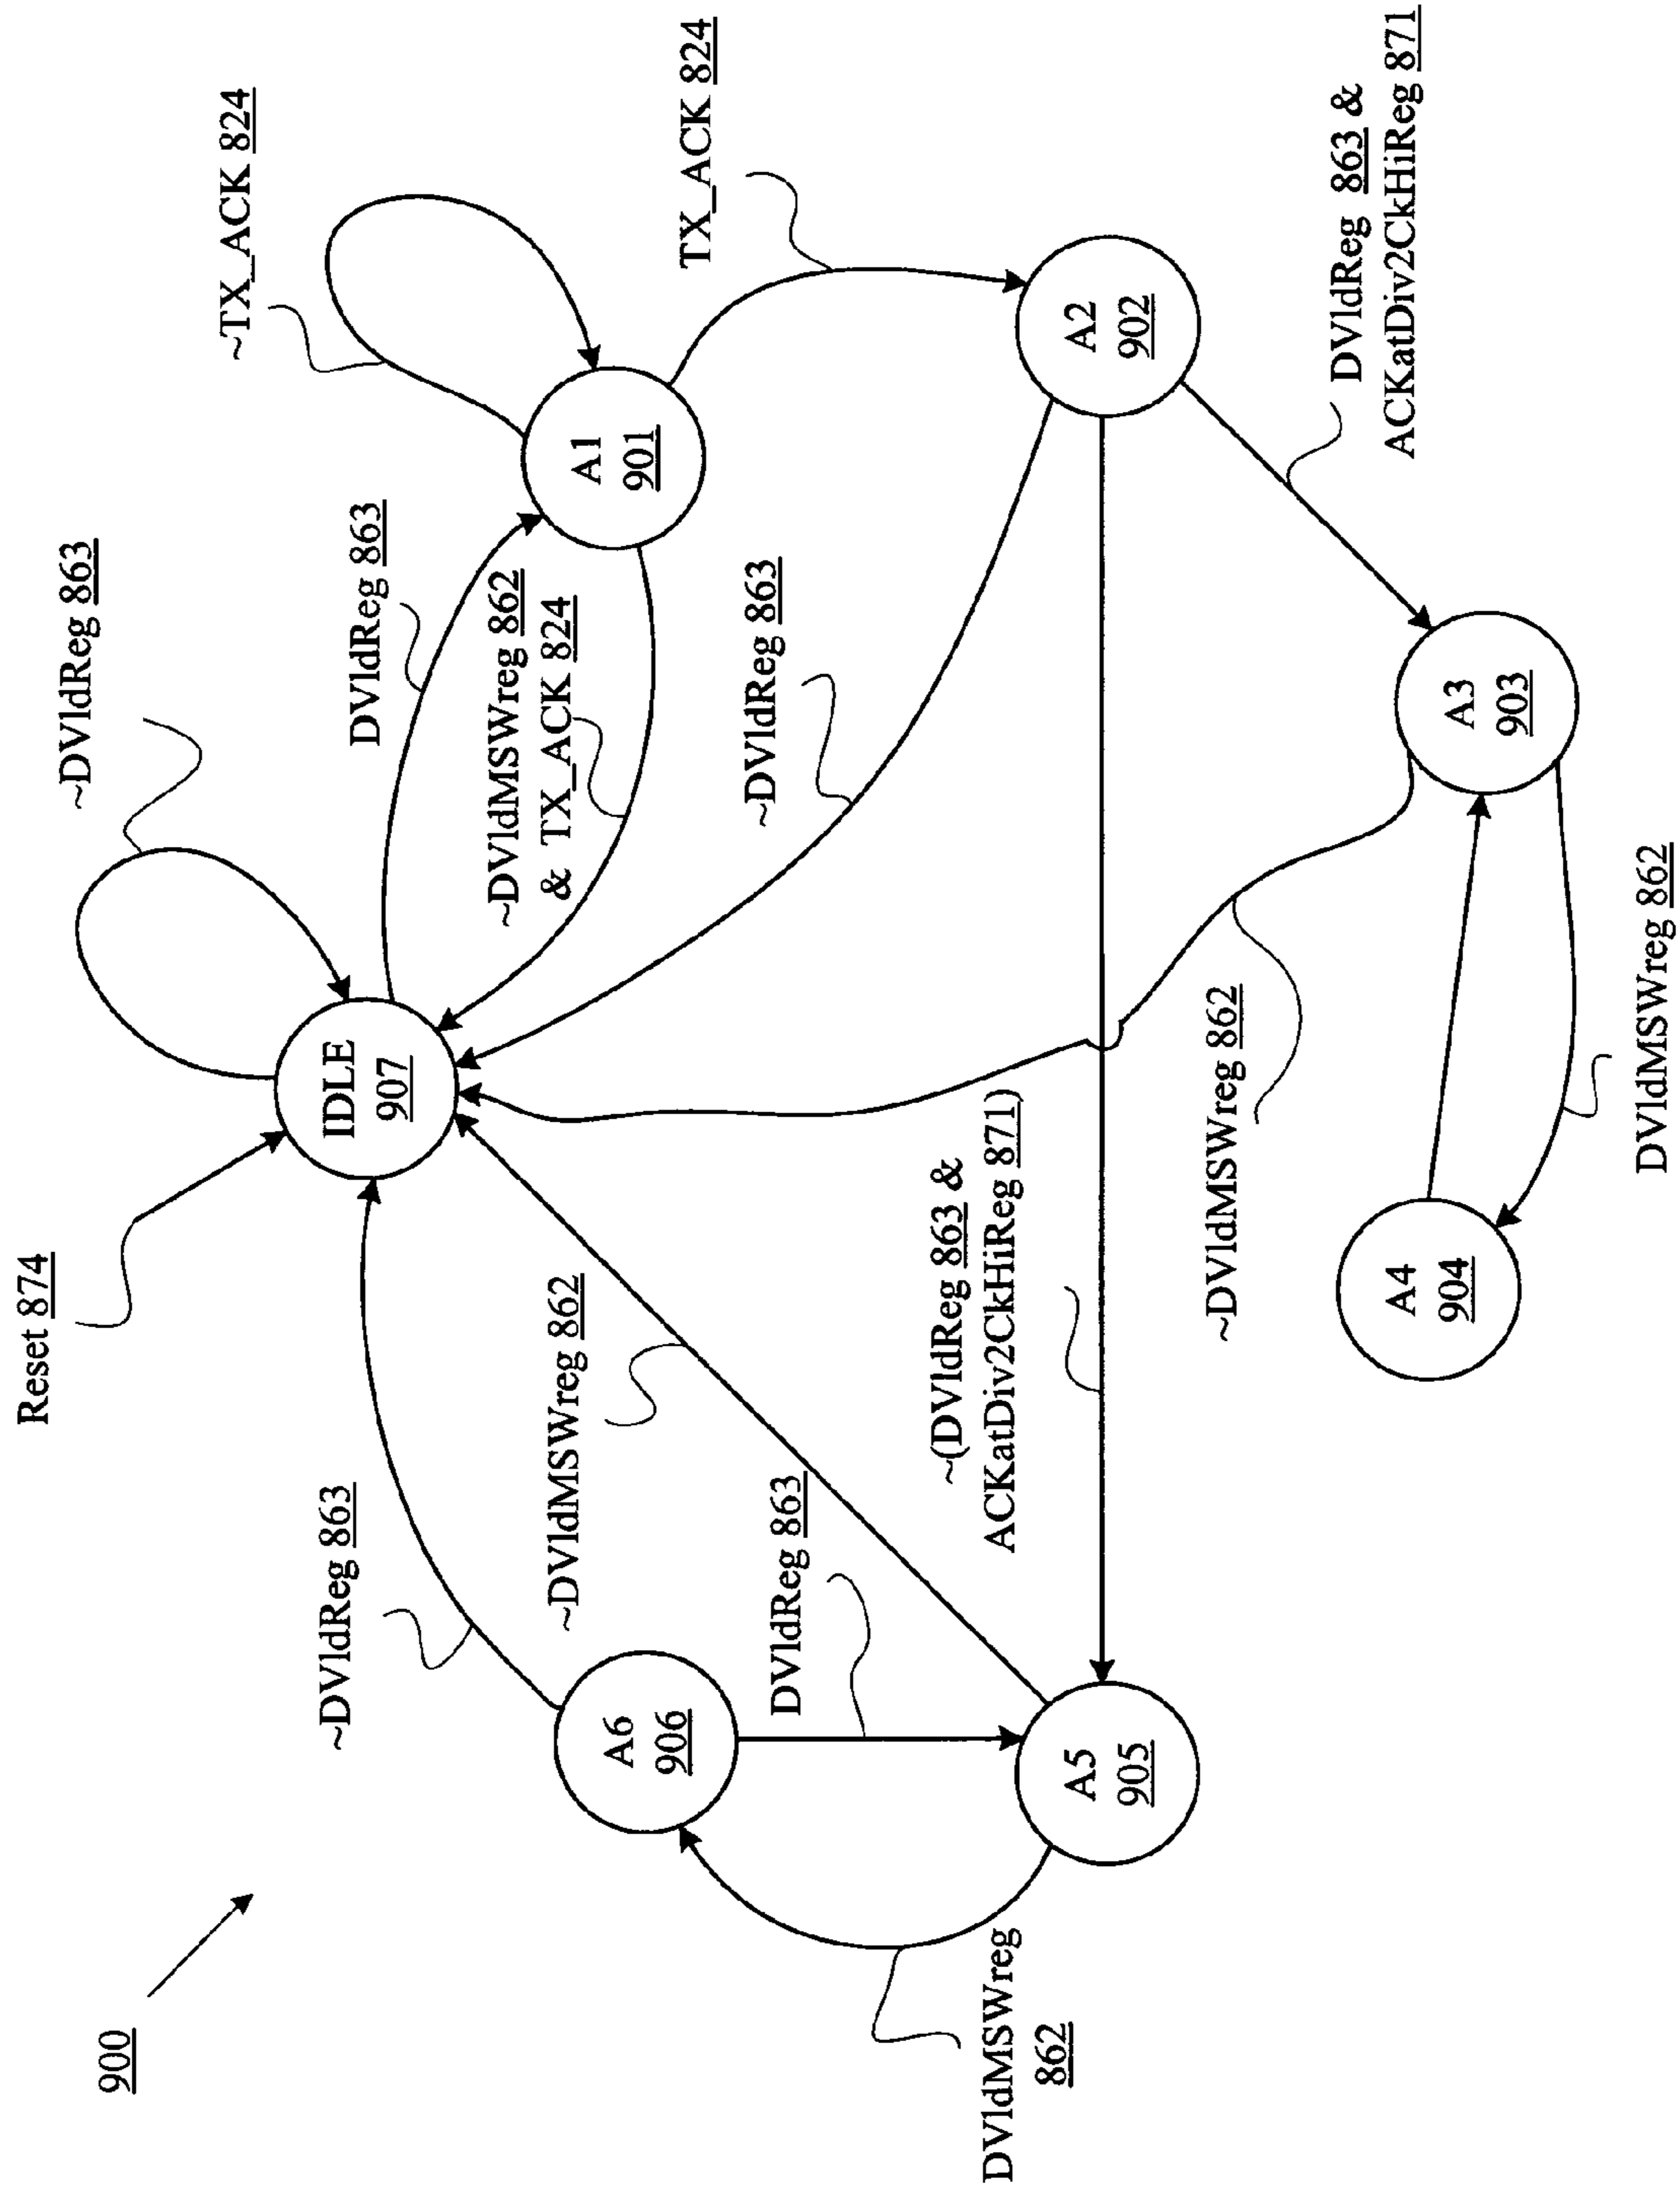 900
Reset 874
~DVldReg 863
~TX_ACK 824
IDLE
907
DVldReg 863
A1
901
TX_ACK 824
~DVldMSWreg 862
& TX_ACK 824
~DVldReg 863
~DVldMSWreg 862
A6
906
DVldReg 863
~DVldReg 863
A2
902
~(DVldReg 863 &
ACKatDiv2CkHiReg 871)
A5
905
DVldMSWreg
862
~DVldMSWreg 862
DVldReg 863 &
ACKatDiv2CkHiReg 871
A3
903
A4
904
DVldMSWreg 862